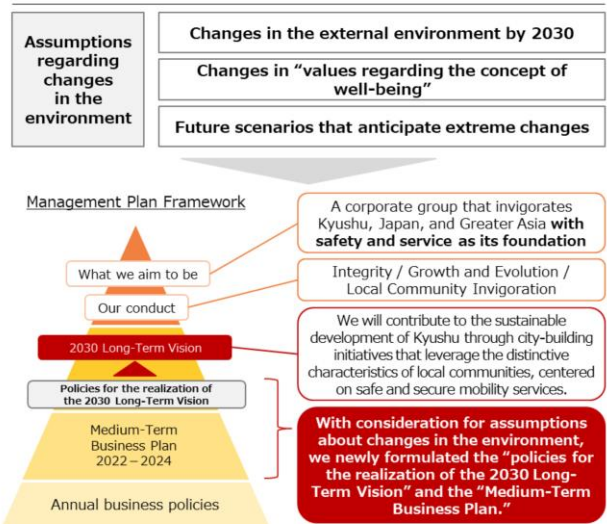 Assumptions
regarding
changes
in the
environment
Changes in the external environment by 2030
Changes in “values regarding the concept of
well-being”
Future scenarios that anticipate extreme changes
Management Plan Framework
What we aim to be
Our conduct
2030 Long-Term Vision
Policies for the realization of
the 2030 Long-Term Vision
Medium-Term
Business Plan
2022－2024
Annual business policies
A corporate group that invigorates
Kyushu, Japan, and Greater Asia with
safety and service as its foundation
Integrity / Growth and Evolution /
Local Community Invigoration
We will contribute to the sustainable
development of Kyushu through city-building
initiatives that leverage the distinctive
characteristics of local communities, centered
on safe and secure mobility services.
With consideration for assumptions
about changes in the environment,
we newly formulated the “policies for
the realization of the 2030 Long-
Term Vision” and the “Medium-Term
Business Plan.”